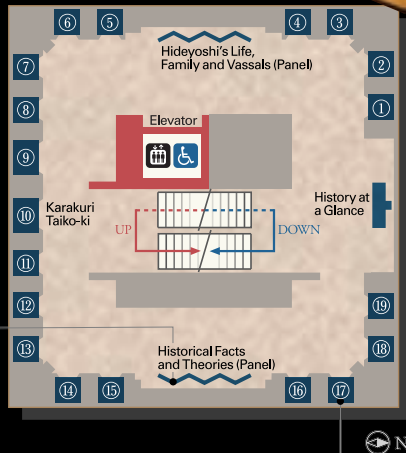 ⑥
⑤
④
③
Hideyoshi's Life,
Family and Vassals (Panel)
⑦
②
⑧
①
Elevator
⑨
Karakuri
Taiko-ki
⑩
History at
a Glance
UP
DOWN
⑪
⑫
⑲
⑬
⑱
Historical Facts
and Theories (Panel)
⑭
⑮
⑯
⑰
N